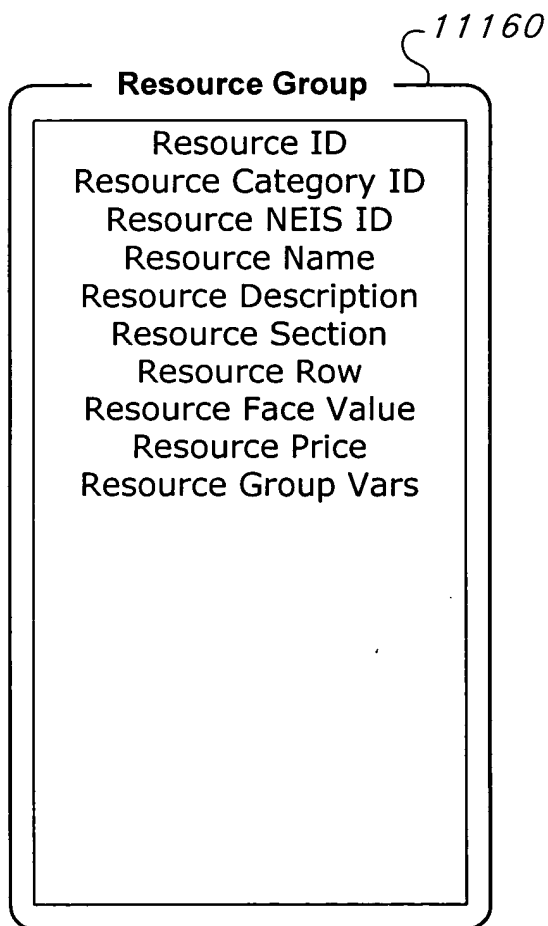 11160
Resource Group
Resource ID
Resource Category ID
Resource NEIS ID
Resource Name
Resource Description
Resource Section
Resource Row
Resource Face Value
Resource Price
Resource Group Vars